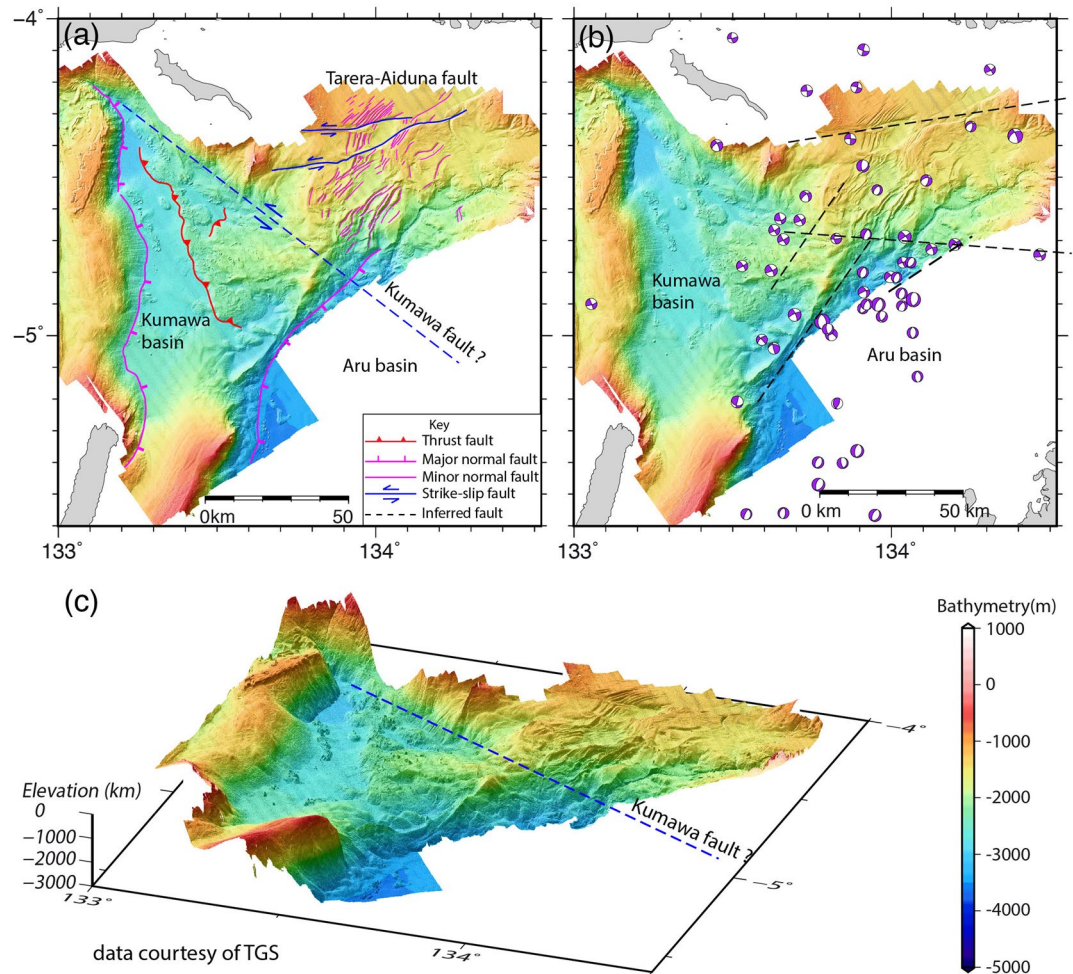 (a)
Tarera-Aiduna fault
Kumawa
basin
Kumawa fault ?
Aru basin
Key
Thrust fault
Major normal fault
Minor normal fault
Strike-slip fault
Inferred fault
0km 50
−4°
−5°
133° 134°
(b)
Kumawa
basin
Aru basin
0 km 50 km
133° 134°
(c)
Elevation (km)
0
−1000
−2000
−3000
133°
134°
−4°
−5°
Kumawa fault ?
data courtesy of TGS
Bathymetry(m)
1000
0
-1000
-2000
-3000
-4000
-5000